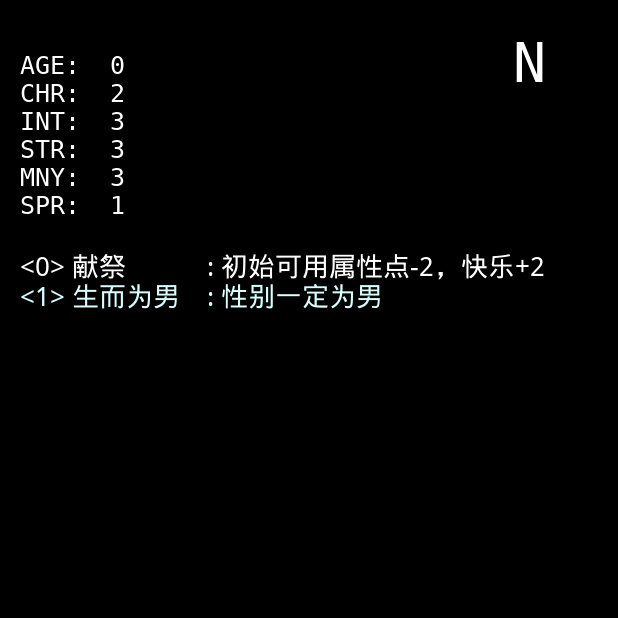 N
AGE: 0
CHR: 2
INT: 3
STR: 3
MNY: 3
SPR: 1
<0> 献祭 : 初始可用属性点-2，快乐+2
<1> 生而为男 : 性别一定为男